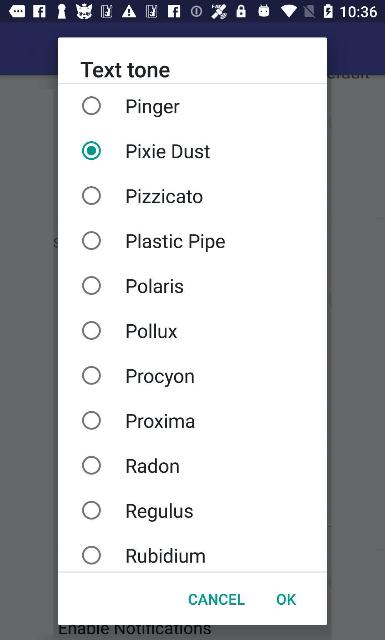 10:36
Text tone
Pinger
Pixie Dust
Pizzicato
Plastic Pipe
Polaris
Pollux
Procyon
Proxima
Radon
Regulus
Rubidium
CANCEL OK
Enable Notifications